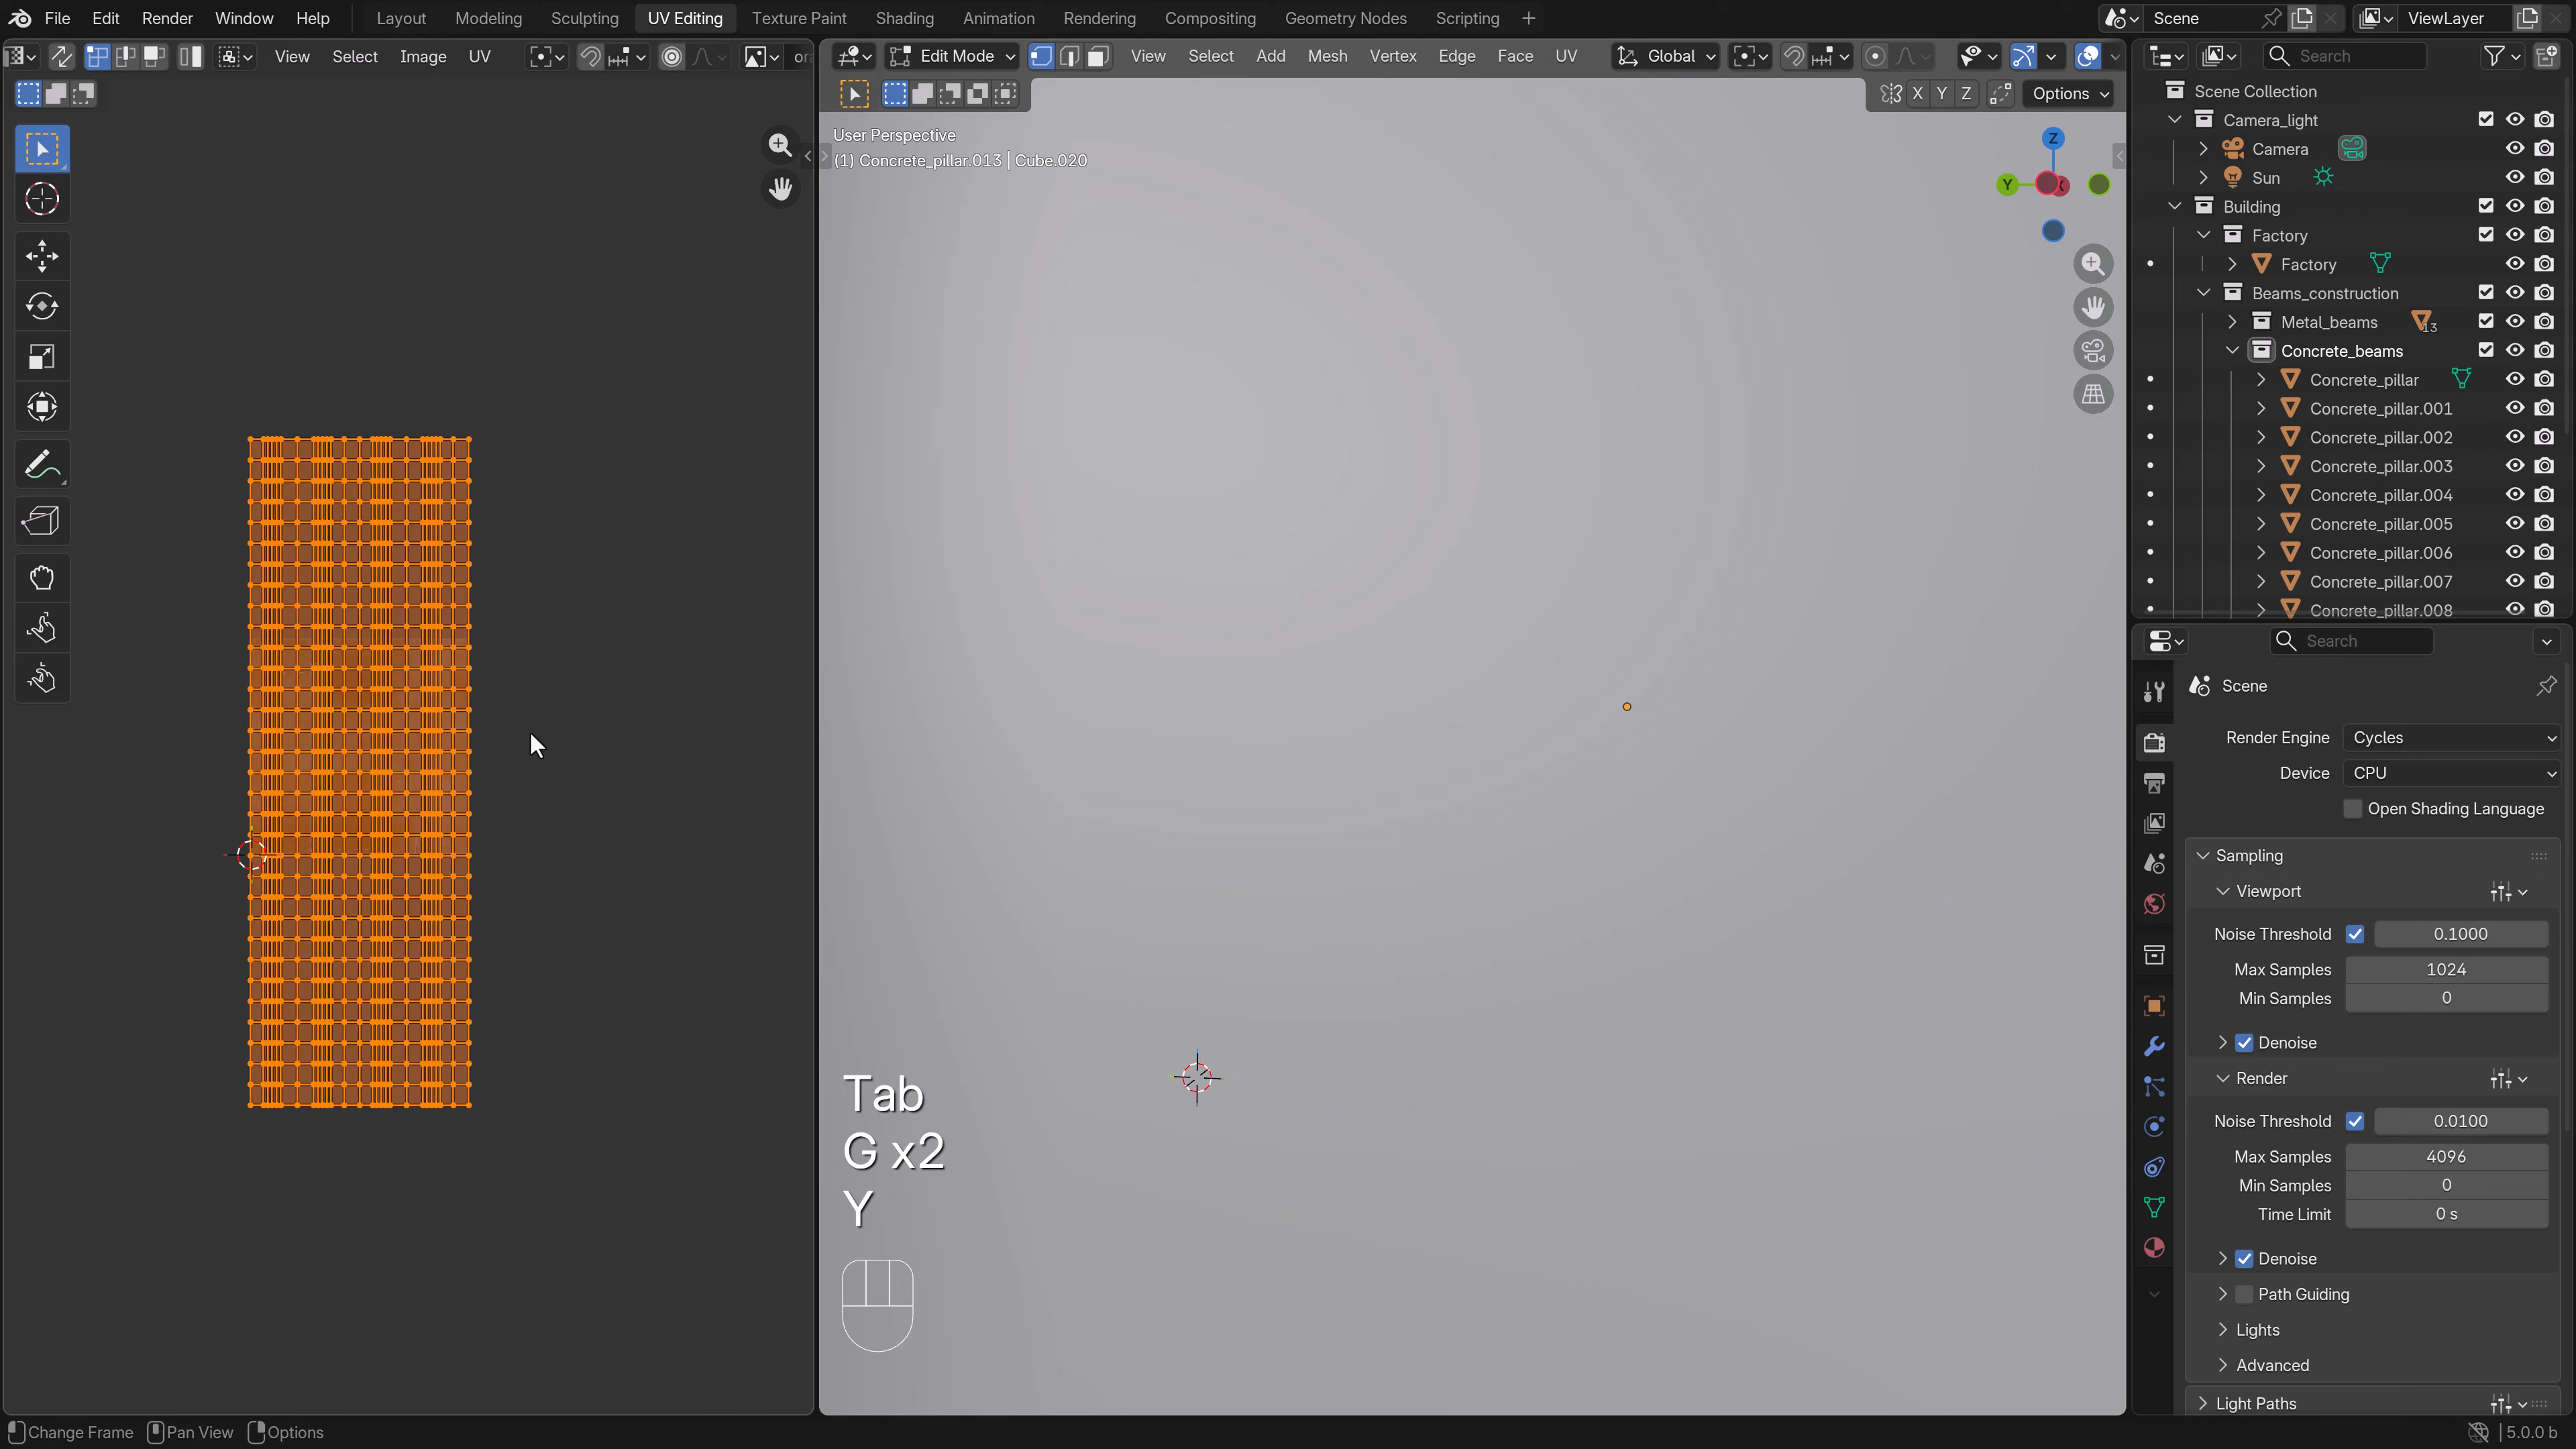 File Edit Render Window Help Layout Modeling Sculpting UV Editing Texture Paint Shading Animation Rendering Compositing Geometry Nodes Scripting + Scene ViewLayer
View Select Image UV Edit Mode View Select Add Mesh Vertex Edge Face UV Global Search
X Y Z Options
User Perspective
(1) Concrete_pillar.013 | Cube.020
Z
Y
Tab
G x2
Y
Scene Collection
Camera_light
Camera
Sun
Building
Factory
Factory
Beams_construction
Metal_beams 13
Concrete_beams
Concrete_pillar
Concrete_pillar.001
Concrete_pillar.002
Concrete_pillar.003
Concrete_pillar.004
Concrete_pillar.005
Concrete_pillar.006
Concrete_pillar.007
Concrete_pillar.008
Search
Scene
Render Engine Cycles
Device CPU
Open Shading Language
Sampling
Viewport
Noise Threshold 0.1000
Max Samples 1024
Min Samples 0
Denoise
Render
Noise Threshold 0.0100
Max Samples 4096
Min Samples 0
Time Limit 0 s
Denoise
Path Guiding
Lights
Advanced
Light Paths
Change Frame Pan View Options 5.0.0 b